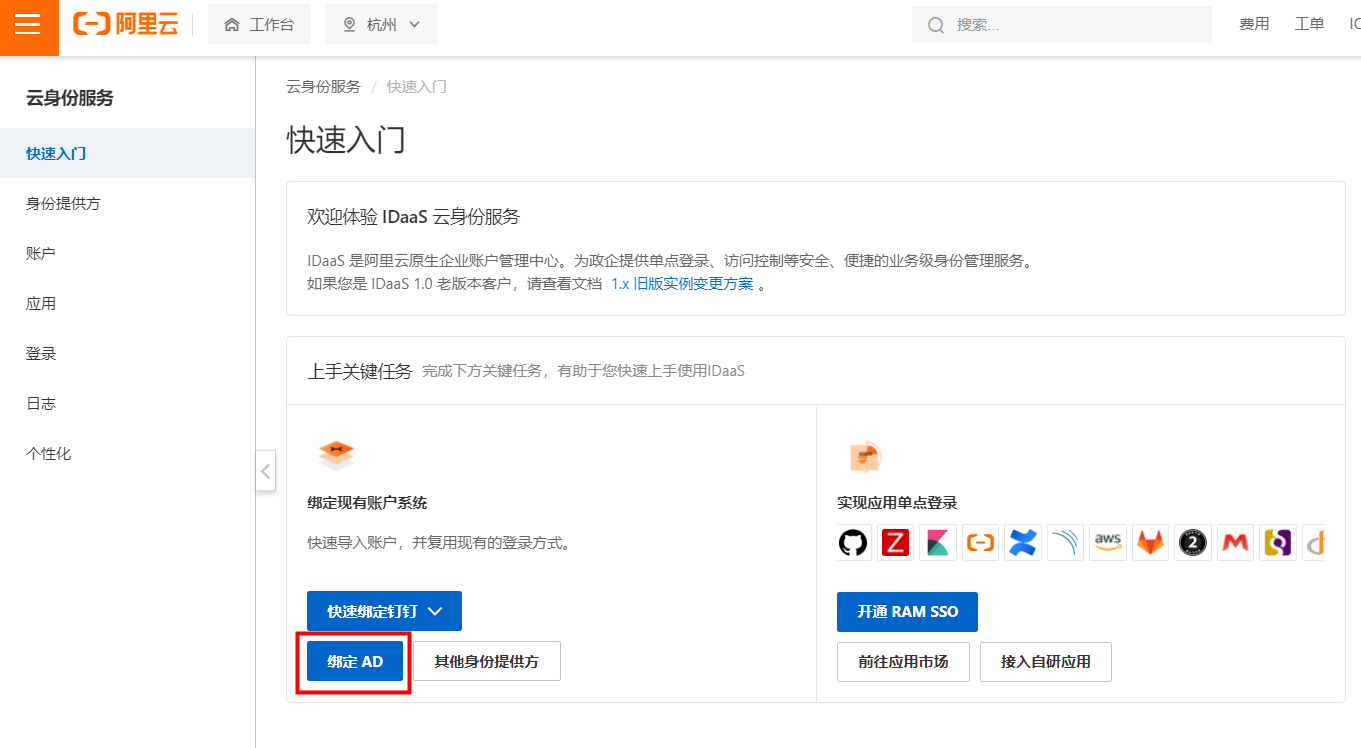 阿里云
工作台
杭州
搜索...
费用
工单
云身份服务
快速入门
身份提供方
账户
应用
登录
日志
个性化
云身份服务 / 快速入门
快速入门
欢迎体验 IDaaS 云身份服务
IDaaS 是阿里云原生企业账户管理中心。为政企提供单点登录、访问控制等安全、便捷的业务级身份管理服务。
如果您是 IDaaS 1.0 老版本客户，请查看文档 1.x 旧版实例变更方案 。
上手关键任务 完成下方关键任务，有助于您快速上手使用IDaaS
绑定现有账户系统
快速导入账户，并复用现有的登录方式。
快速绑定钉钉
绑定 AD
其他身份提供方
实现应用单点登录
aws
开通 RAM SSO
前往应用市场
接入自研应用